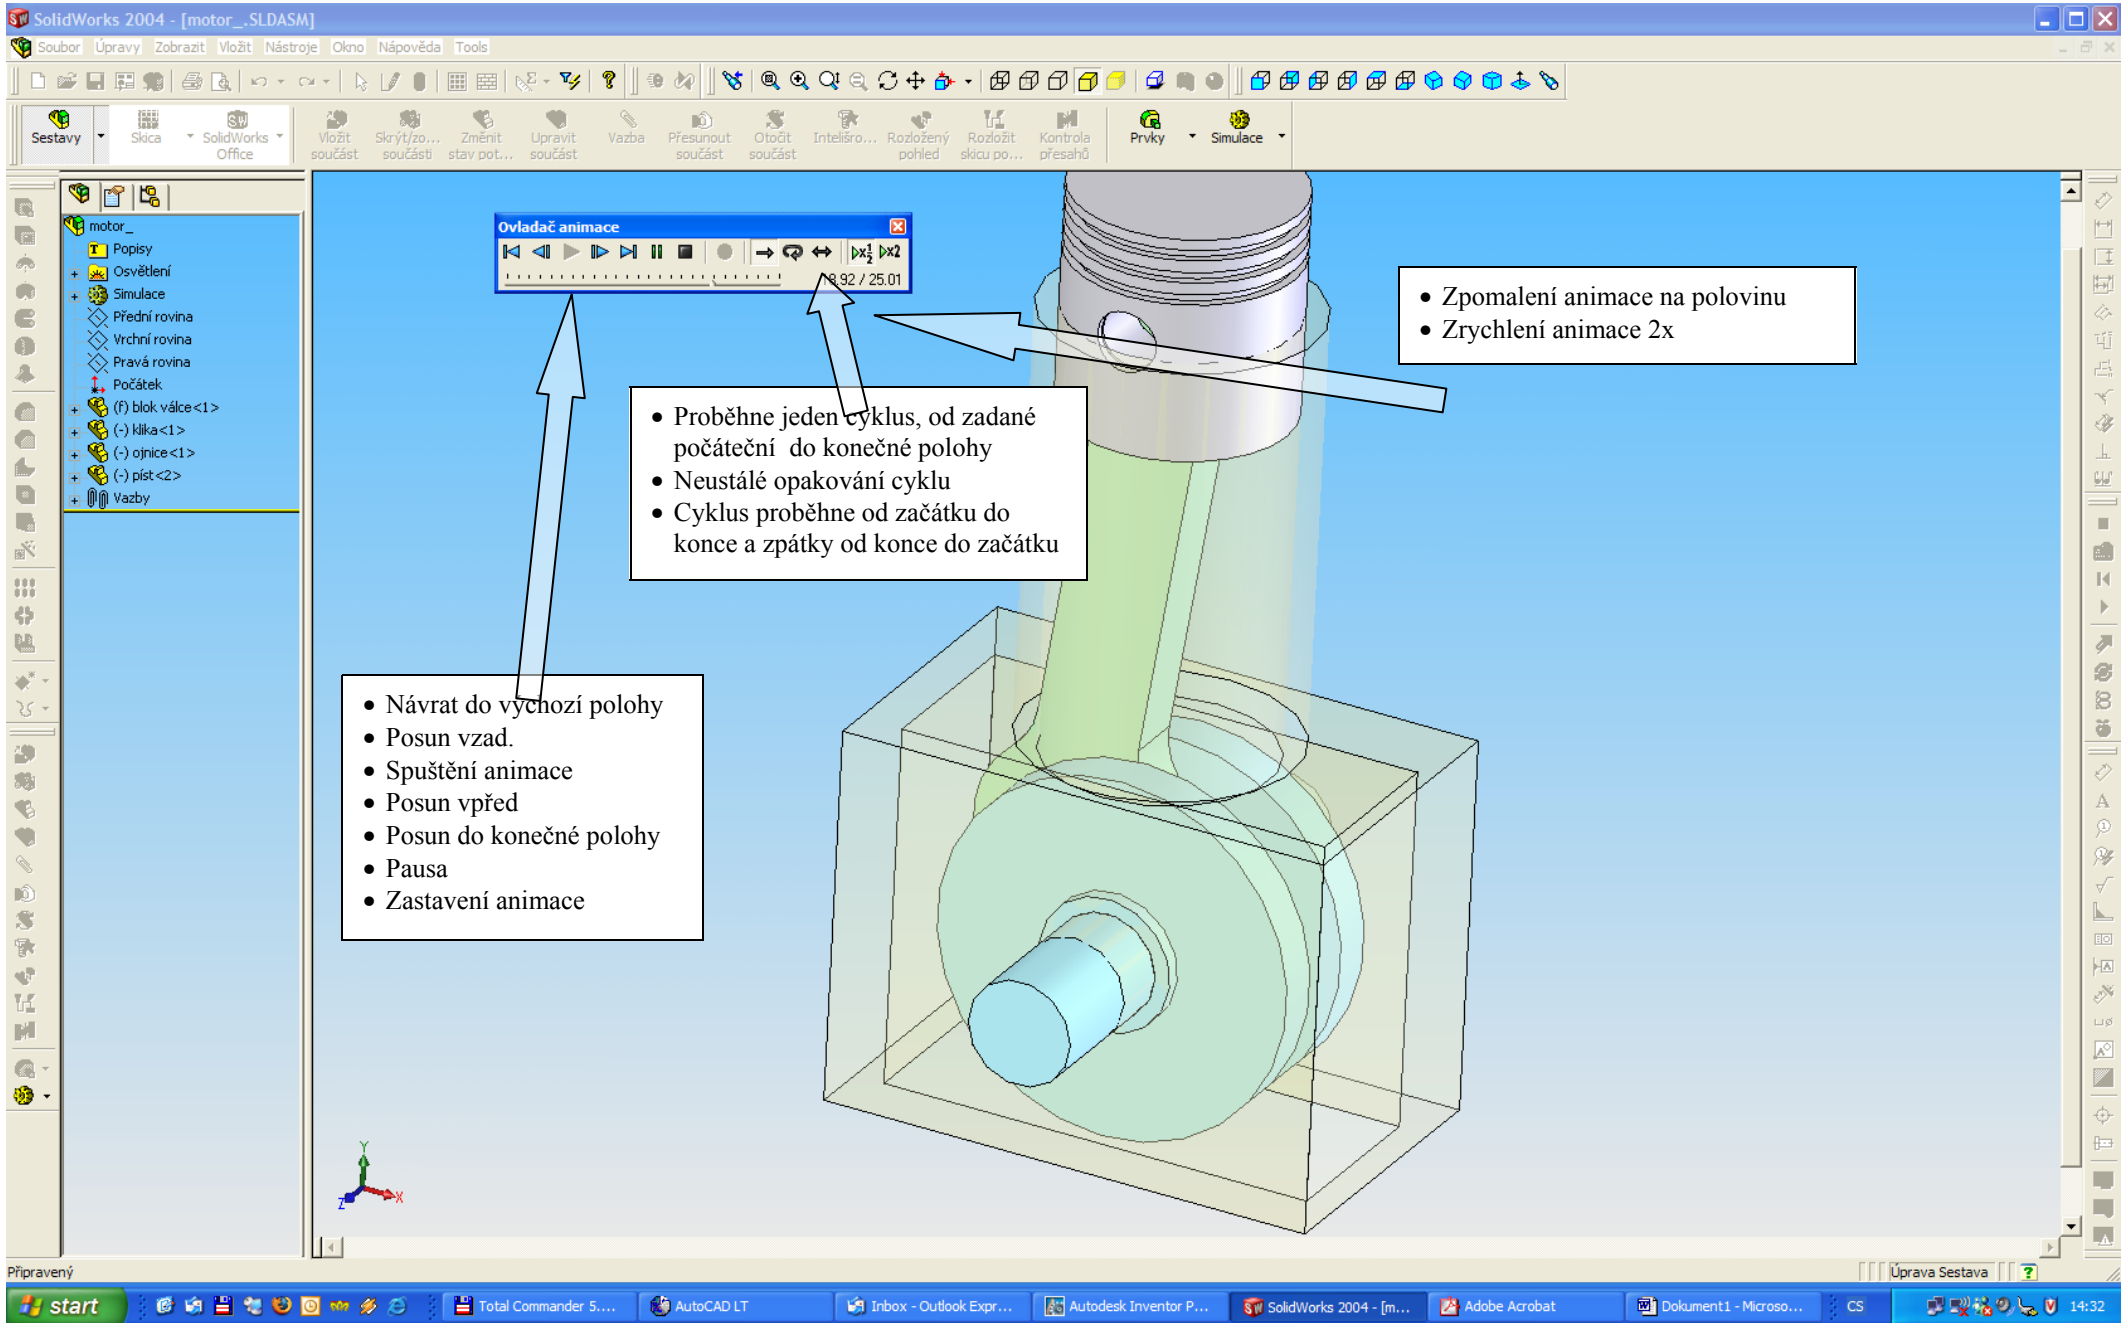 SolidWorks 2004 - [motor_.SLDASM]
Soubor Úpravy Zobrazit Vložit Nástroje Okno Nápověda Tools
Sestavy
Skica
SolidWorks Office
Vložit součást
Skrýt/zo... součásti
Změnit stav pot...
Upravit součást
Vazba
Přesunout součást
Otočit součást
Intelišro...
Rozložený pohled
Rozložit skicu po...
Kontrola přesahů
Prvky
Simulace
motor_
Popisy
Osvětlení
Simulace
Přední rovina
Vrchní rovina
Pravá rovina
Počátek
(f) blok válce<1>
(-) klika<1>
(-) ojnice<1>
(-) píst<2>
Vazby
Ovladač animace
18.92 / 25.01
• Zpomalení animace na polovinu
• Zrychlení animace 2x
• Proběhne jeden cyklus, od zadané
počáteční do konečné polohy
• Neustálé opakování cyklu
• Cyklus proběhne od začátku do
konce a zpátky od konce do začátku
• Návrat do výchozí polohy
• Posun vzad.
• Spuštění animace
• Posun vpřed
• Posun do konečné polohy
• Pausa
• Zastavení animace
Y
X
Z
Připravený
Úprava Sestava
start
Total Commander 5....
AutoCAD LT
Inbox - Outlook Expr...
Autodesk Inventor P...
SolidWorks 2004 - [m...
Adobe Acrobat
Dokument1 - Microso...
CS
14:32